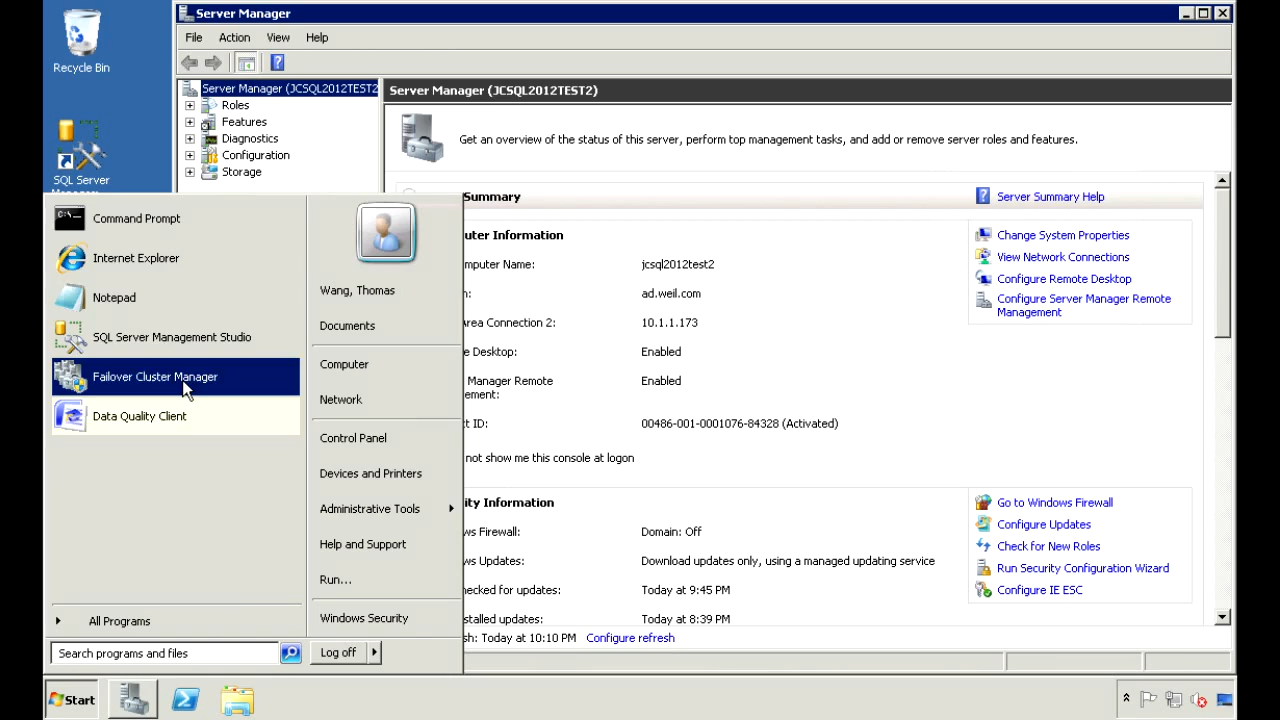 Server Manager
Recycle Bin
File Action View Help
Server Manager (JCSQL2012TEST2
Roles
Features
Diagnostics
Configuration
Storage
SQL Server
Server Manager (JCSQL2012TEST2)
Get an overview of the status of this server, perform top management tasks, and add or remove server roles and features.
Summary
Server Summary Help
uter Information
mputer Name: jcsql2012test2
n: ad.weil.com
Area Connection 2: 10.1.1.173
e Desktop: Enabled
Manager Remote Enabled
ement:
ct ID: 00486-001-0001076-84328 (Activated)
not show me this console at logon
Change System Properties
View Network Connections
Configure Remote Desktop
Configure Server Manager Remote
Management
ity Information
ws Firewall: Domain: Off
ws Updates: Download updates only, using a managed updating service
hecked for updates: Today at 9:45 PM
stalled updates: Today at 8:39 PM
Go to Windows Firewall
Configure Updates
Check for New Roles
Run Security Configuration Wizard
Configure IE ESC
sh: Today at 10:10 PM Configure refresh
Command Prompt
Internet Explorer
Notepad
SQL Server Management Studio
Failover Cluster Manager
Data Quality Client
All Programs
Search programs and files
Wang, Thomas
Documents
Computer
Network
Control Panel
Devices and Printers
Administrative Tools
Help and Support
Run...
Windows Security
Log off
Start